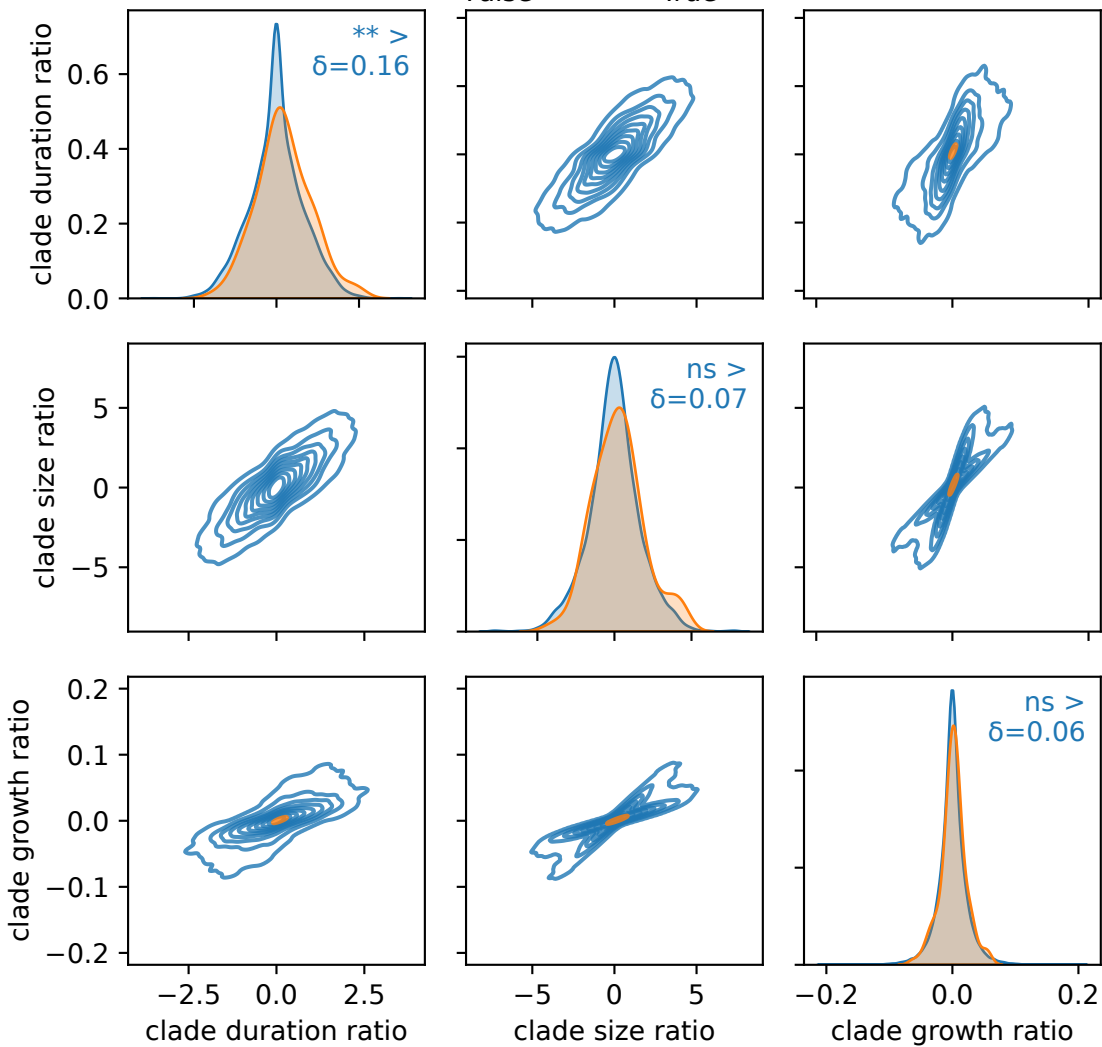 ** >
δ=0.16
clade duration ratio
0.6
0.4
0.2
0.0
ns >
δ=0.07
clade size ratio
5
0
−5
ns >
δ=0.06
clade growth ratio
0.2
0.1
0.0
−0.1
−0.2
−2.5 0.0 2.5
−5 0 5
−0.2 0.0 0.2
clade duration ratio
clade size ratio
clade growth ratio